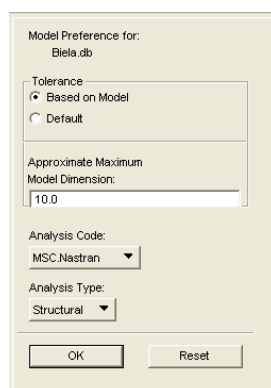 Model Preference for:
Biela.db
Tolerance
Based on Model
Default
Approximate Maximum
Model Dimension:
10.0
Analysis Code:
MSC.Nastran
Analysis Type:
Structural
OK Reset